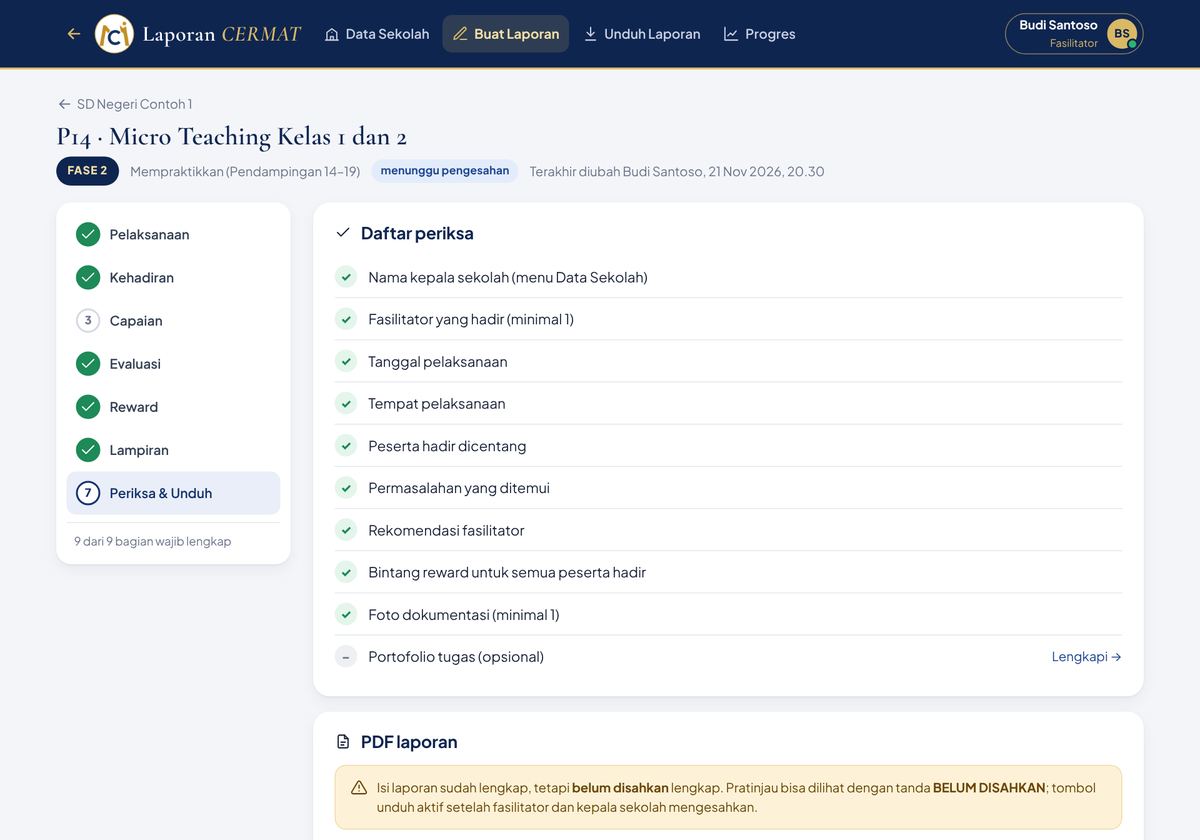 Laporan CERMAT
Data Sekolah
Buat Laporan
Unduh Laporan
Progres
Budi Santoso
Fasilitator
BS
SD Negeri Contoh 1
P14 · Micro Teaching Kelas 1 dan 2
FASE 2
Mempraktikkan (Pendampingan 14–19)
menunggu pengesahan
Terakhir diubah Budi Santoso, 21 Nov 2026, 20.30
Pelaksanaan
Kehadiran
3 Capaian
Evaluasi
Reward
Lampiran
7 Periksa & Unduh
9 dari 9 bagian wajib lengkap
Daftar periksa
Nama kepala sekolah (menu Data Sekolah)
Fasilitator yang hadir (minimal 1)
Tanggal pelaksanaan
Tempat pelaksanaan
Peserta hadir dicentang
Permasalahan yang ditemui
Rekomendasi fasilitator
Bintang reward untuk semua peserta hadir
Foto dokumentasi (minimal 1)
– Portofolio tugas (opsional)
Lengkapi →
PDF laporan
Isi laporan sudah lengkap, tetapi belum disahkan lengkap. Pratinjau bisa dilihat dengan tanda BELUM DISAHKAN; tombol
unduh aktif setelah fasilitator dan kepala sekolah mengesahkan.